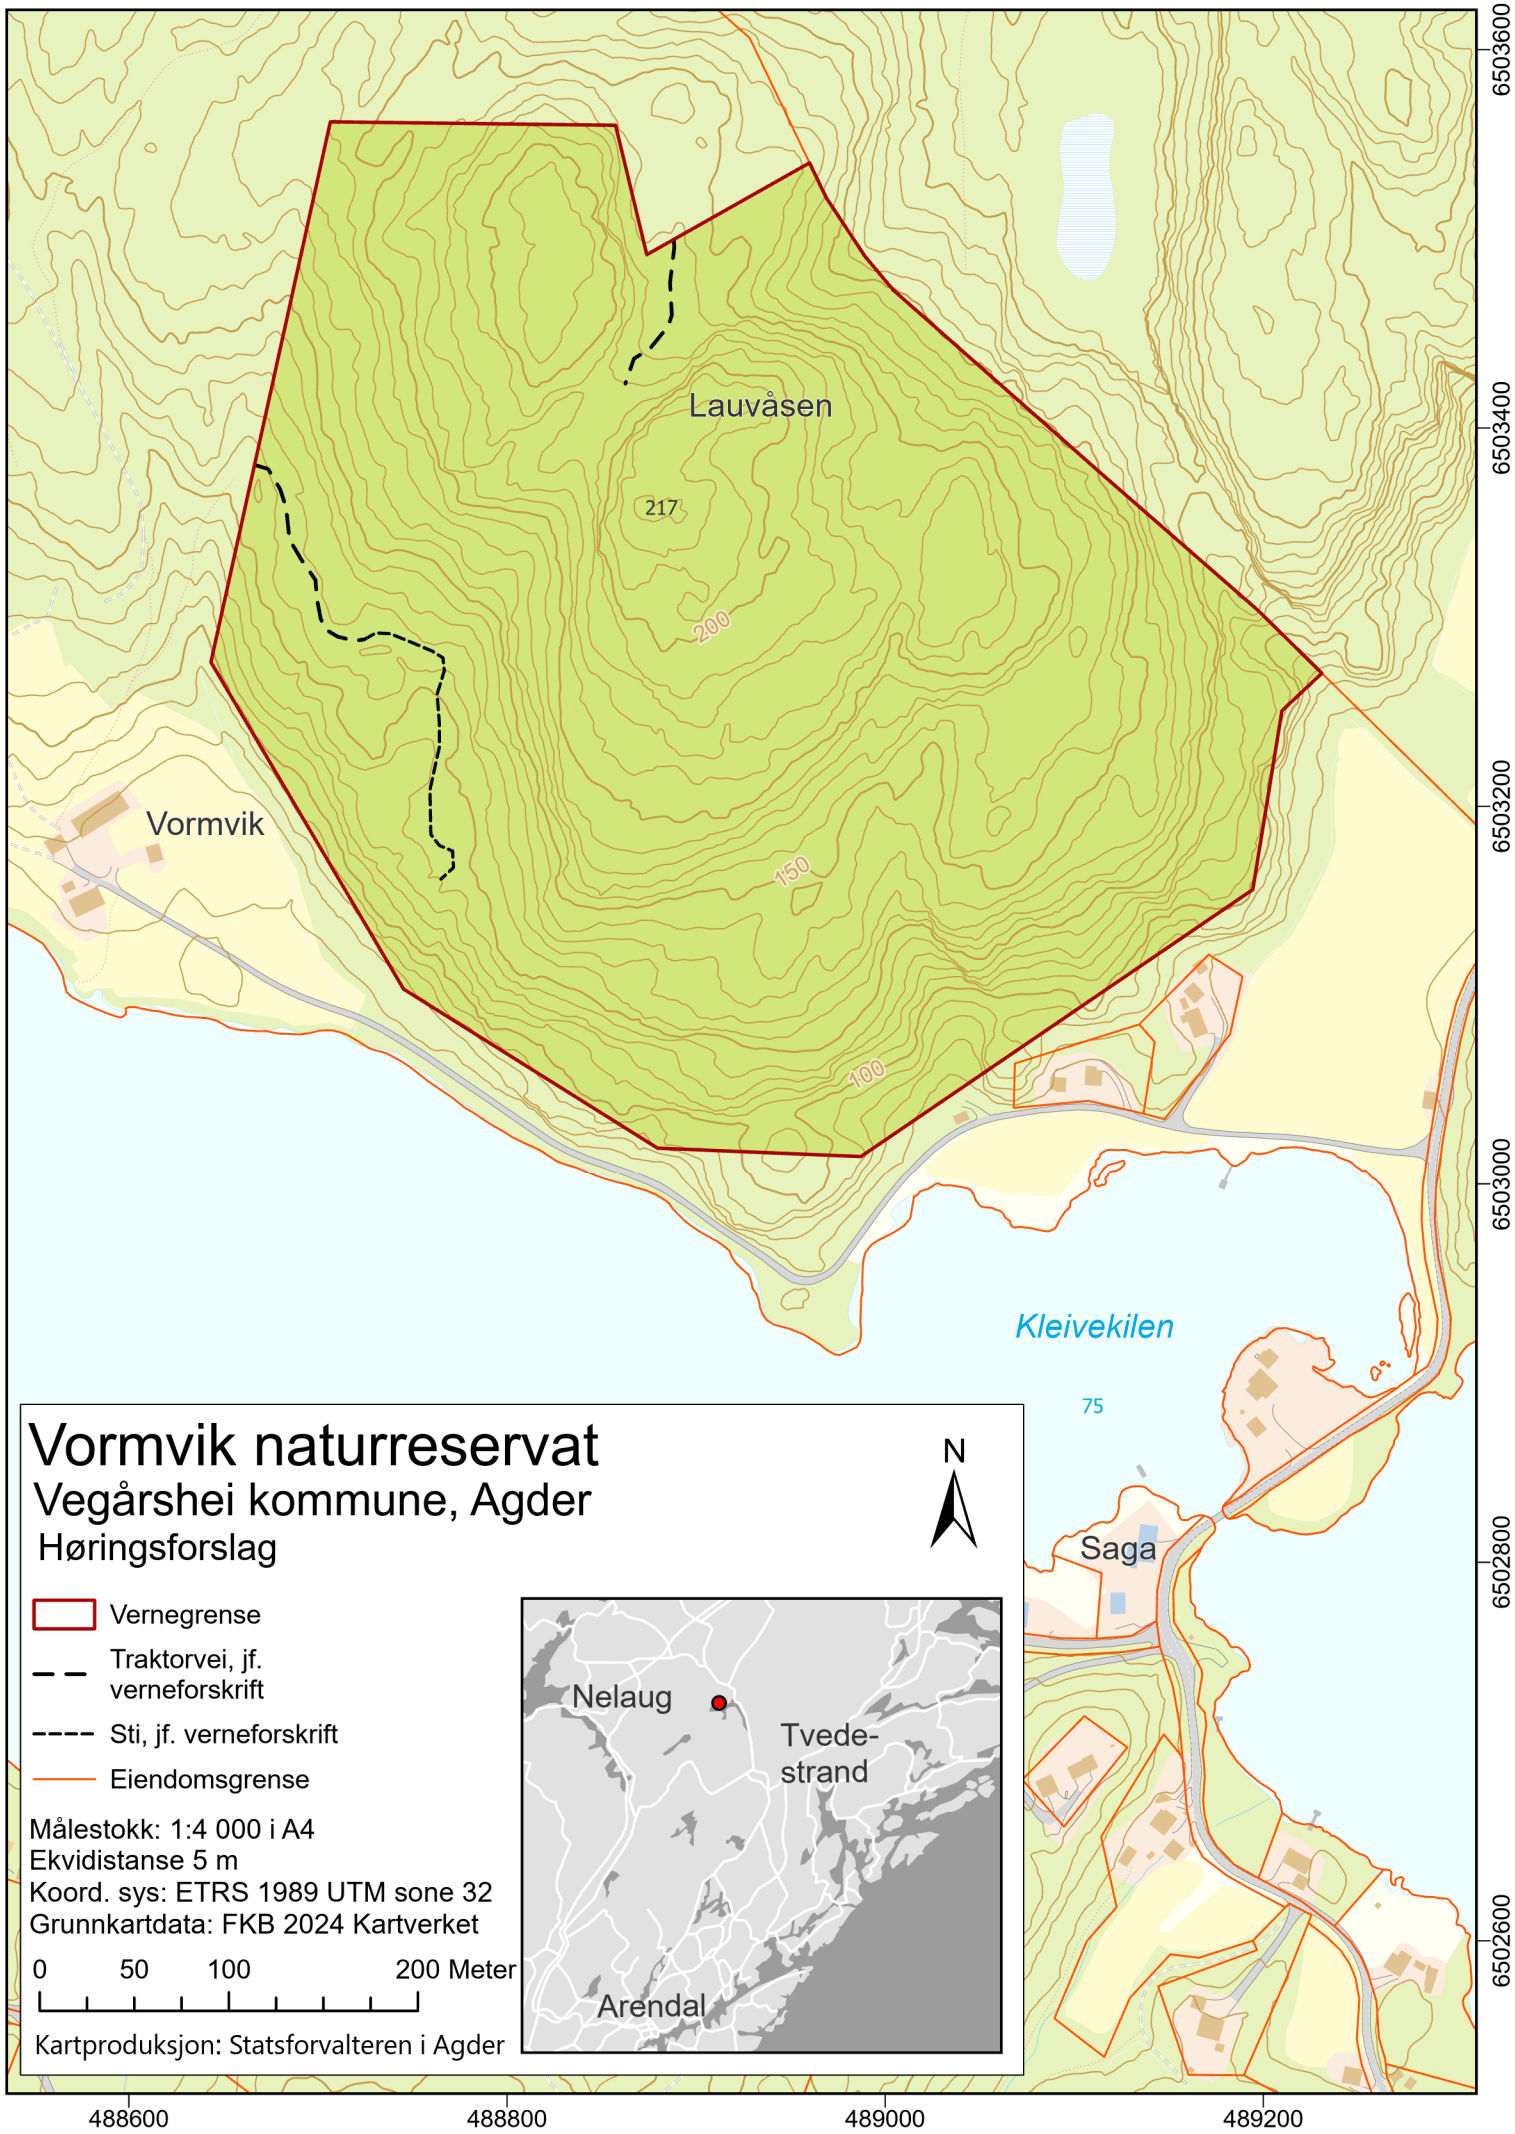 6503600
Lauvåsen
6503400
217
200
6503200
Vormvik
150
100
6503000
Kleivekilen
75
Vormvik naturreservat
Vegårshei kommune, Agder
Høringsforslag
N
Saga
6502800
Vernegrense
Traktorvei, jf.
verneforskrift
Sti, jf. verneforskrift
Eiendomsgrense
Nelaug
Tvede-
strand
Arendal
Målestokk: 1:4 000 i A4
Ekvidistanse 5 m
Koord. sys: ETRS 1989 UTM sone 32
Grunnkartdata: FKB 2024 Kartverket
6502600
0 50 100 200 Meter
Kartproduksjon: Statsforvalteren i Agder
488600 488800 489000 489200